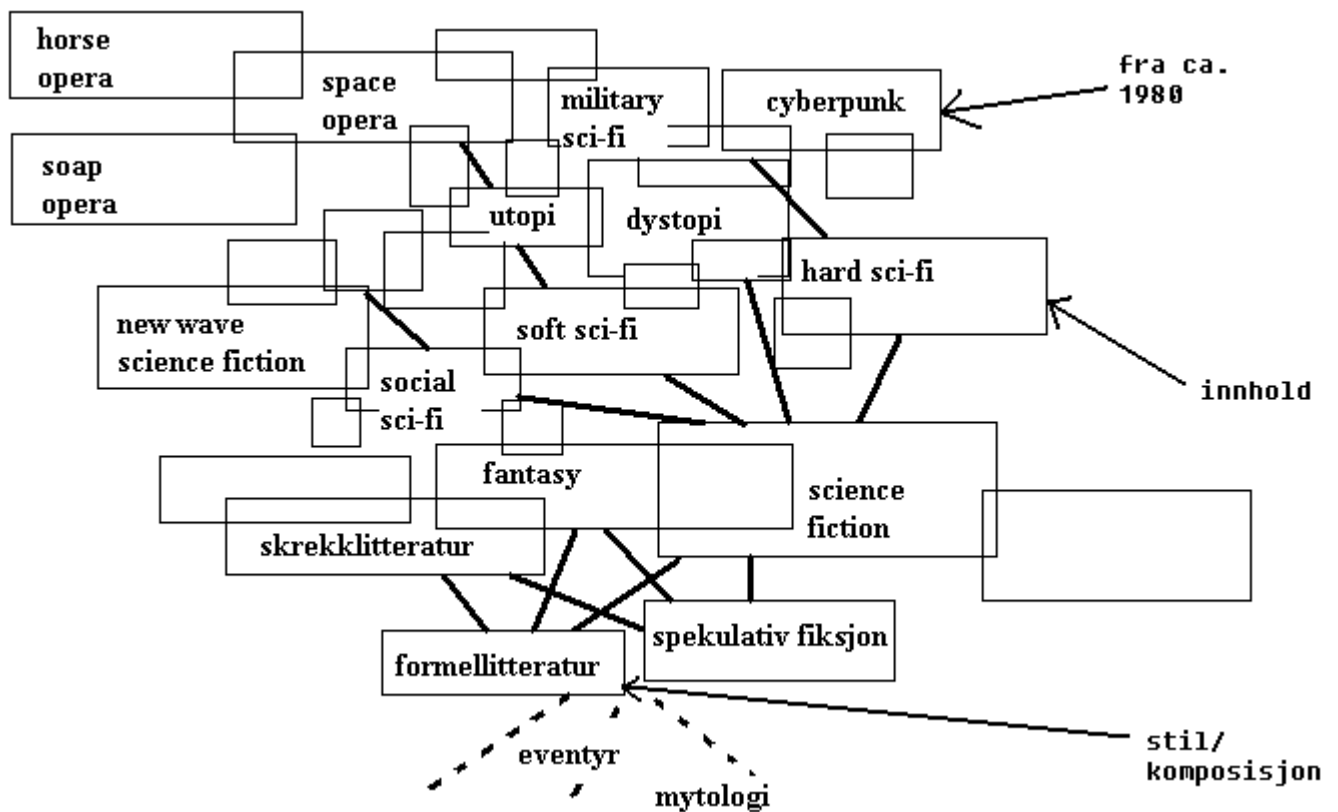 horse
opera
space
opera
military
sci-fi
cyberpunk
fra ca.
1980
soap
opera
utopi
dystopi
hard sci-fi
new wave
science fiction
soft sci-fi
social
sci-fi
innhold
fantasy
science
fiction
skrekklitteratur
spekulativ fiksjon
formellitteratur
eventyr
mytologi
stil/
komposisjon